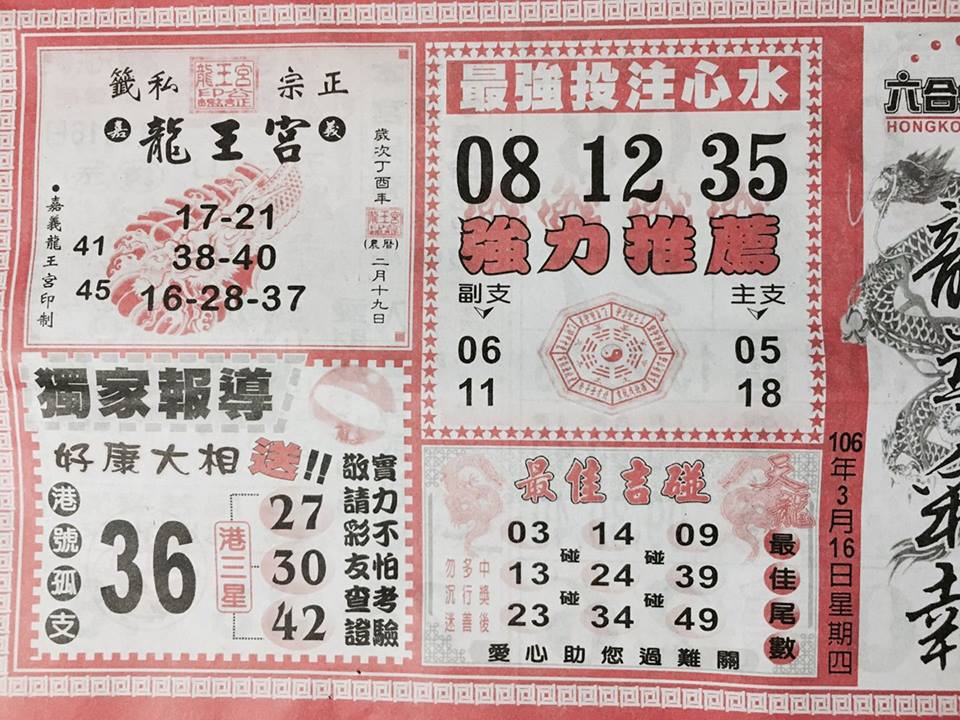 籤私 宗正
嘉 龍王宮 義
歲次丁酉年
(農曆)
二月十九日
•嘉義龍王宮印制
17-21
41
38-40
45
16-28-37
最強投注心水
08 12 35
強力推薦
副支 主支
06 05
11 18
獨家報導
好康大相送!!
港號孤支
36
港三星
27
30
42
敬請彩友查證
實力不怕考驗
最佳吉碰
天龍
03 14 09
碰 碰
13 24 39
碰 碰
23 34 49
中獎後
多行善
勿沉迷
最佳尾數
愛心助您過難關
106年3月16日星期四
六合
HONGKO